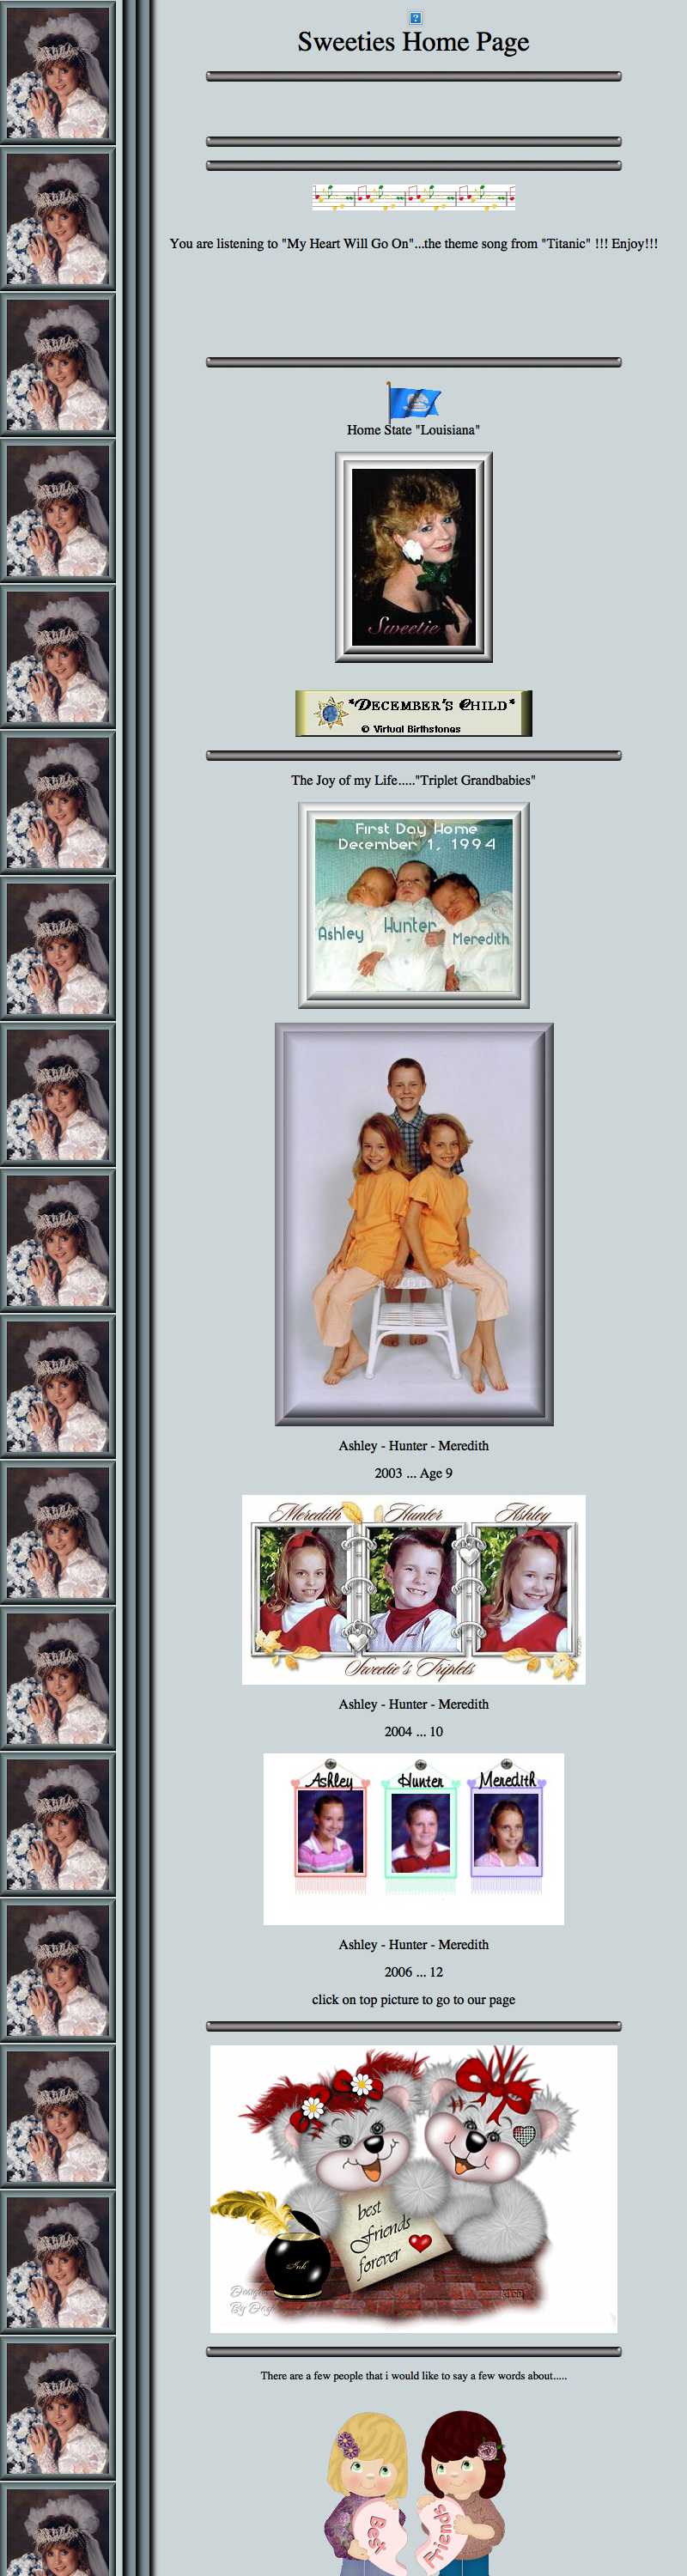 Sweeties Home Page
You are listening to "My Heart Will Go On"...the theme song from "Titanic" !!! Enjoy!!!
Home State "Louisiana"
Sweetie
*December's Child*
© Virtual Birthstones
The Joy of my Life....."Triplet Grandbabies"
First Day Home
December 1, 1994
Ashley Hunter Meredith
Ashley - Hunter - Meredith
2003 ... Age 9
Meredith Hunter Ashley
Sweetie's Triplets
Ashley - Hunter - Meredith
2004 ... 10
Ashley Hunter Meredith
Ashley - Hunter - Meredith
2006 ... 12
click on top picture to go to our page
best
friends
forever
Ink
There are a few people that i would like to say a few words about.....
Best Friends